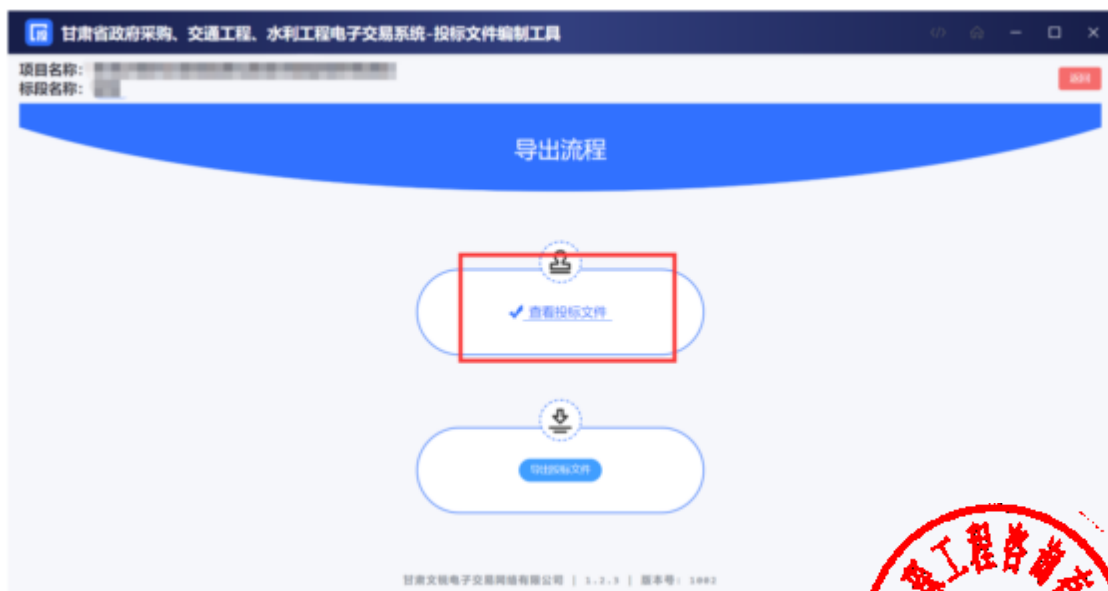 甘肃省政府采购、交通工程、水利工程电子交易系统-投标文件编制工具
项目名称:
标段名称:
返回
导出流程
查看投标文件
导出投标文件
甘肃文锐电子交易网络有限公司 | 1.2.3 | 版本号: 1002
工程咨询